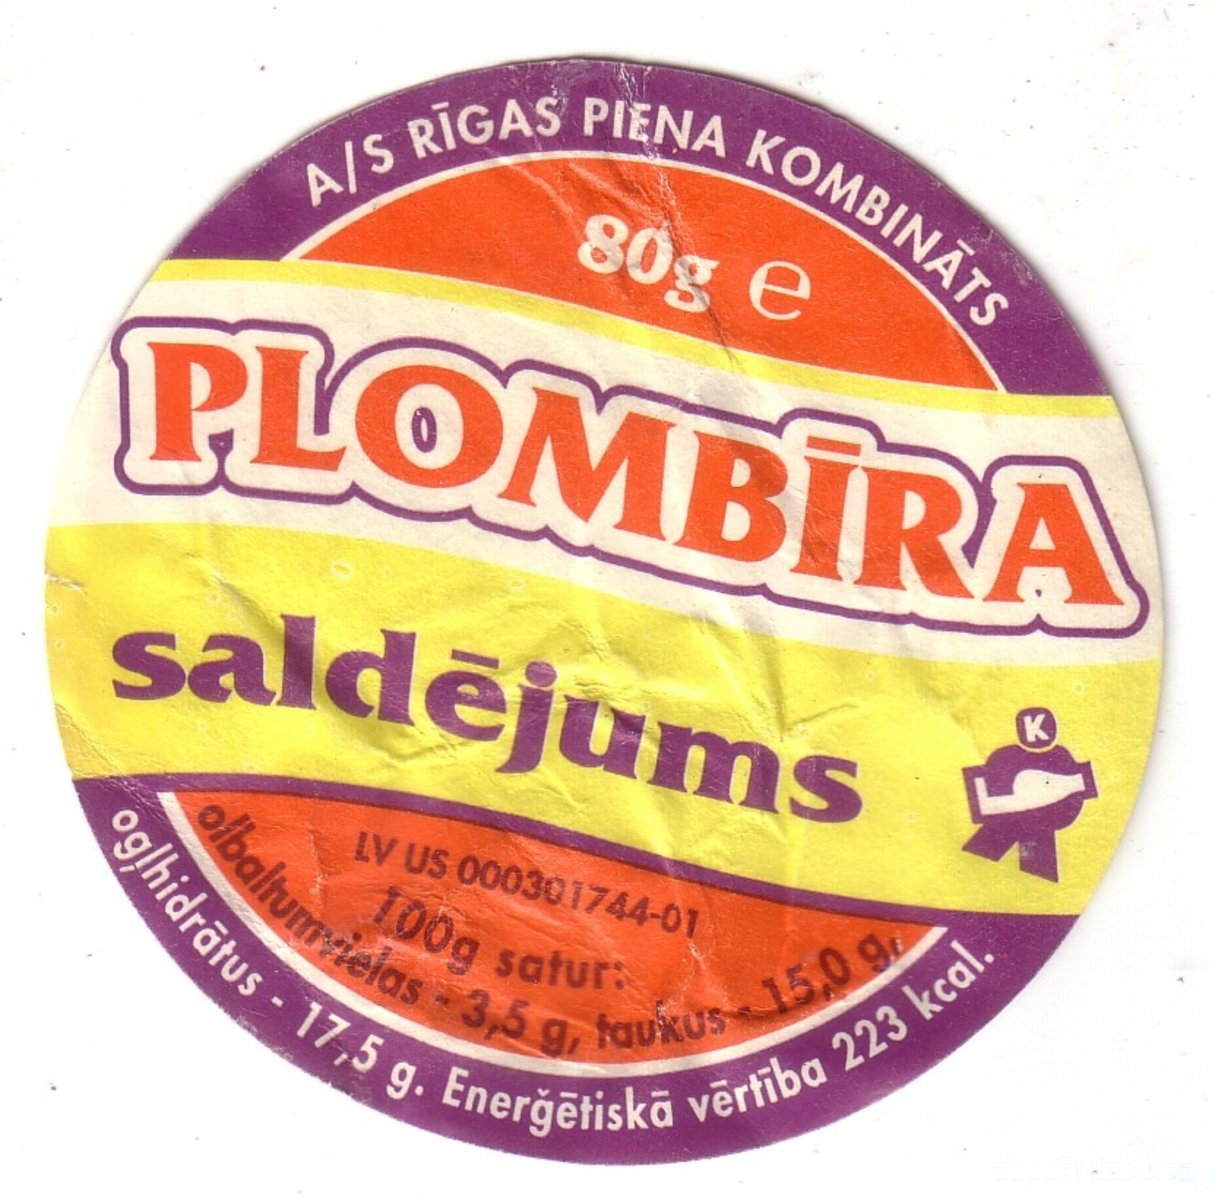 A/S RĪGAS PIENA KOMBINĀTS
80g ℮
PLOMBĪRA
saldējums
K
LV US 000301744-01
100g satur:
olbaltumvielas - 3,5 g, taukus - 15,0 g,
ogļhidrātus - 17,5 g. Enerģētiskā vērtība 223 kcal.